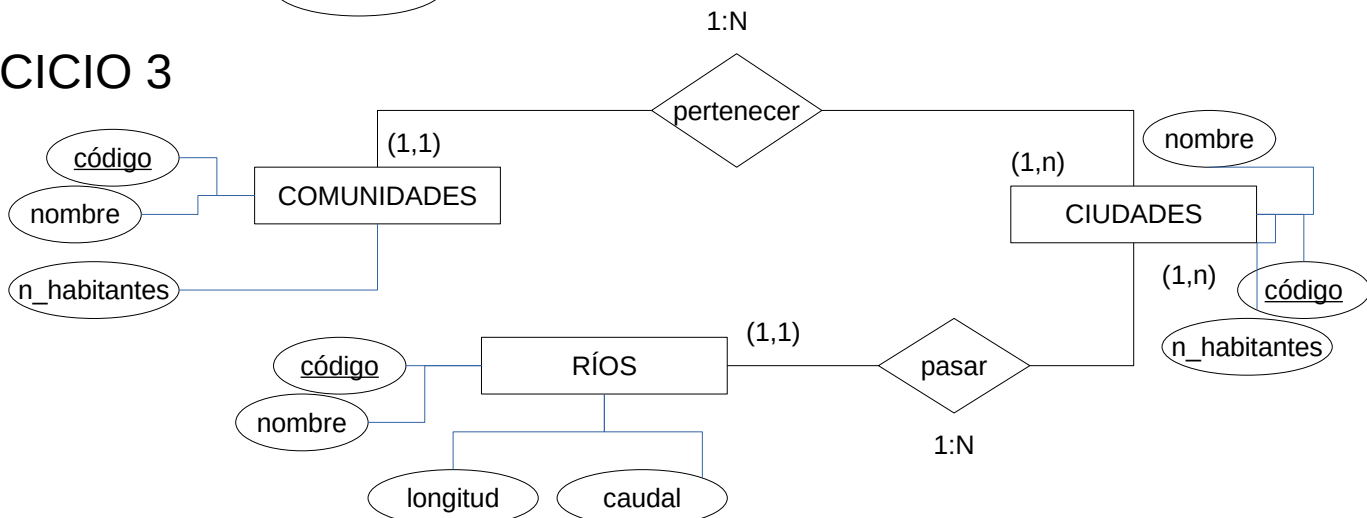 1:N
CICIO 3
pertenecer
nombre
(1,1)
(1,n)
código
COMUNIDADES
nombre
CIUDADES
n_habitantes
(1,n)
código
(1,1)
n_habitantes
código
RÍOS
pasar
nombre
1:N
longitud
caudal